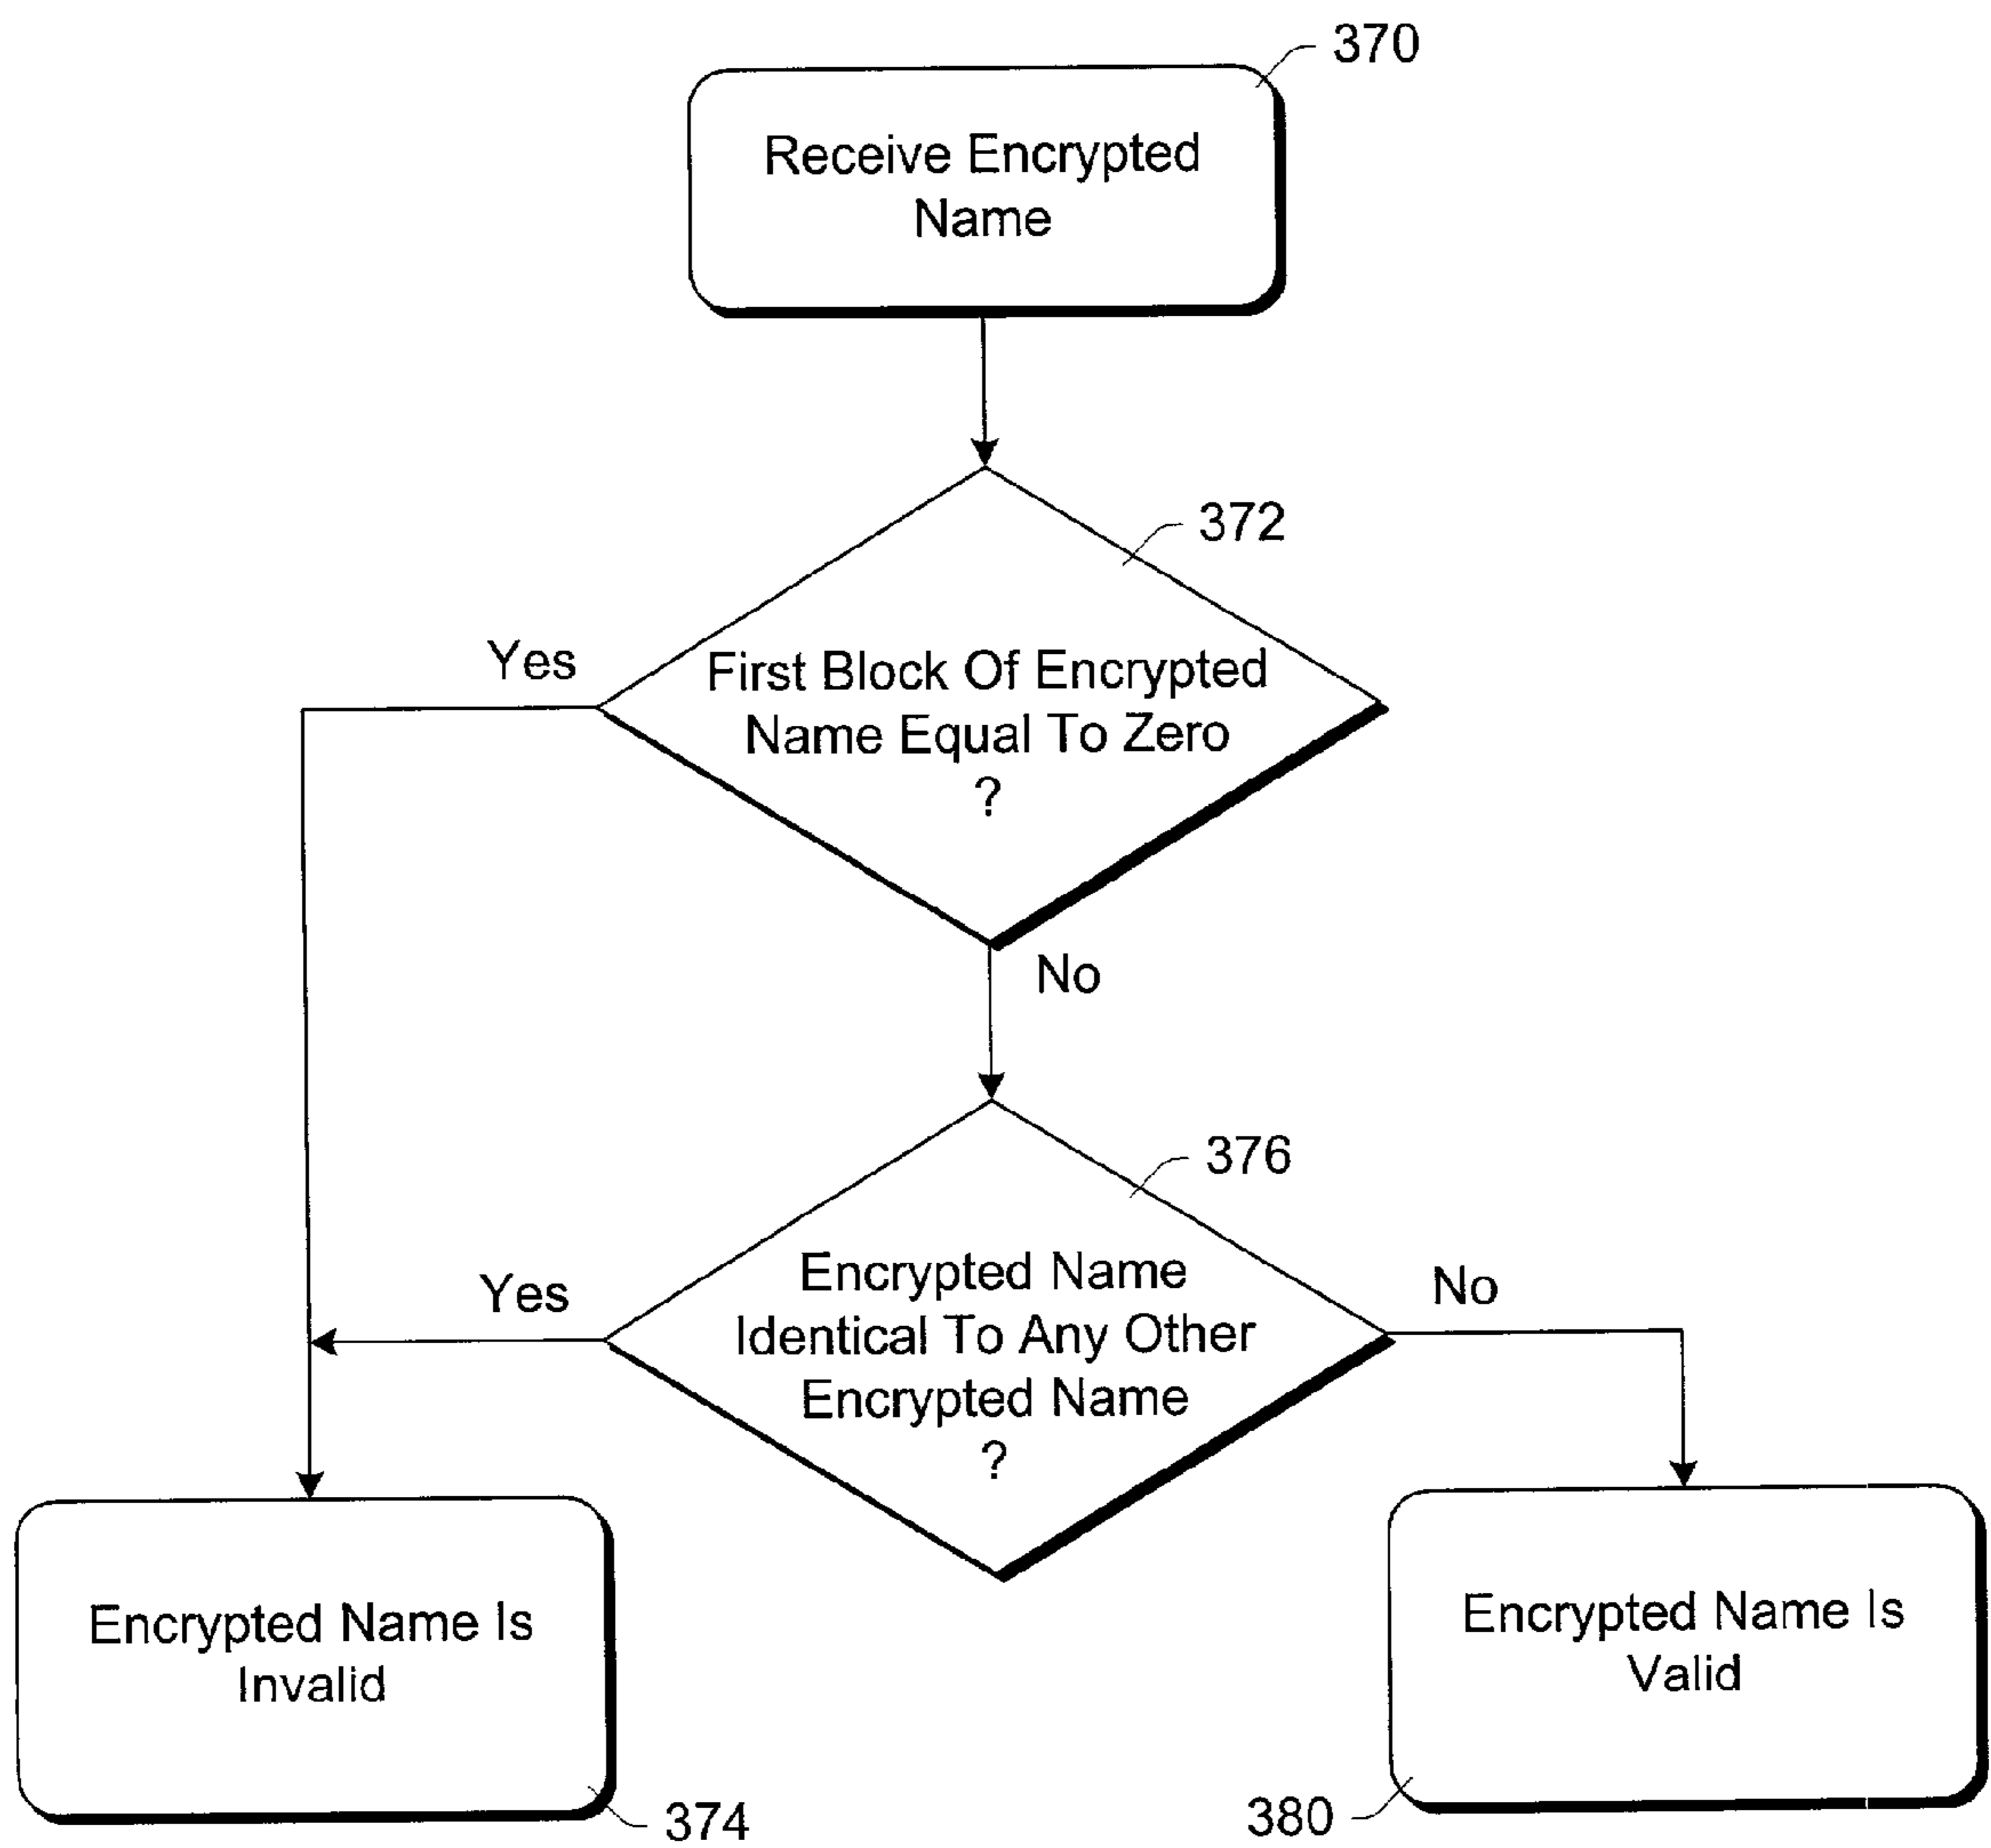 370
Receive Encrypted
Name
372
Yes
First Block Of Encrypted
Name Equal To Zero
?
No
376
Yes
Encrypted Name
Identical To Any Other
Encrypted Name
?
No
Encrypted Name Is
Invalid
374
Encrypted Name Is
Valid
380